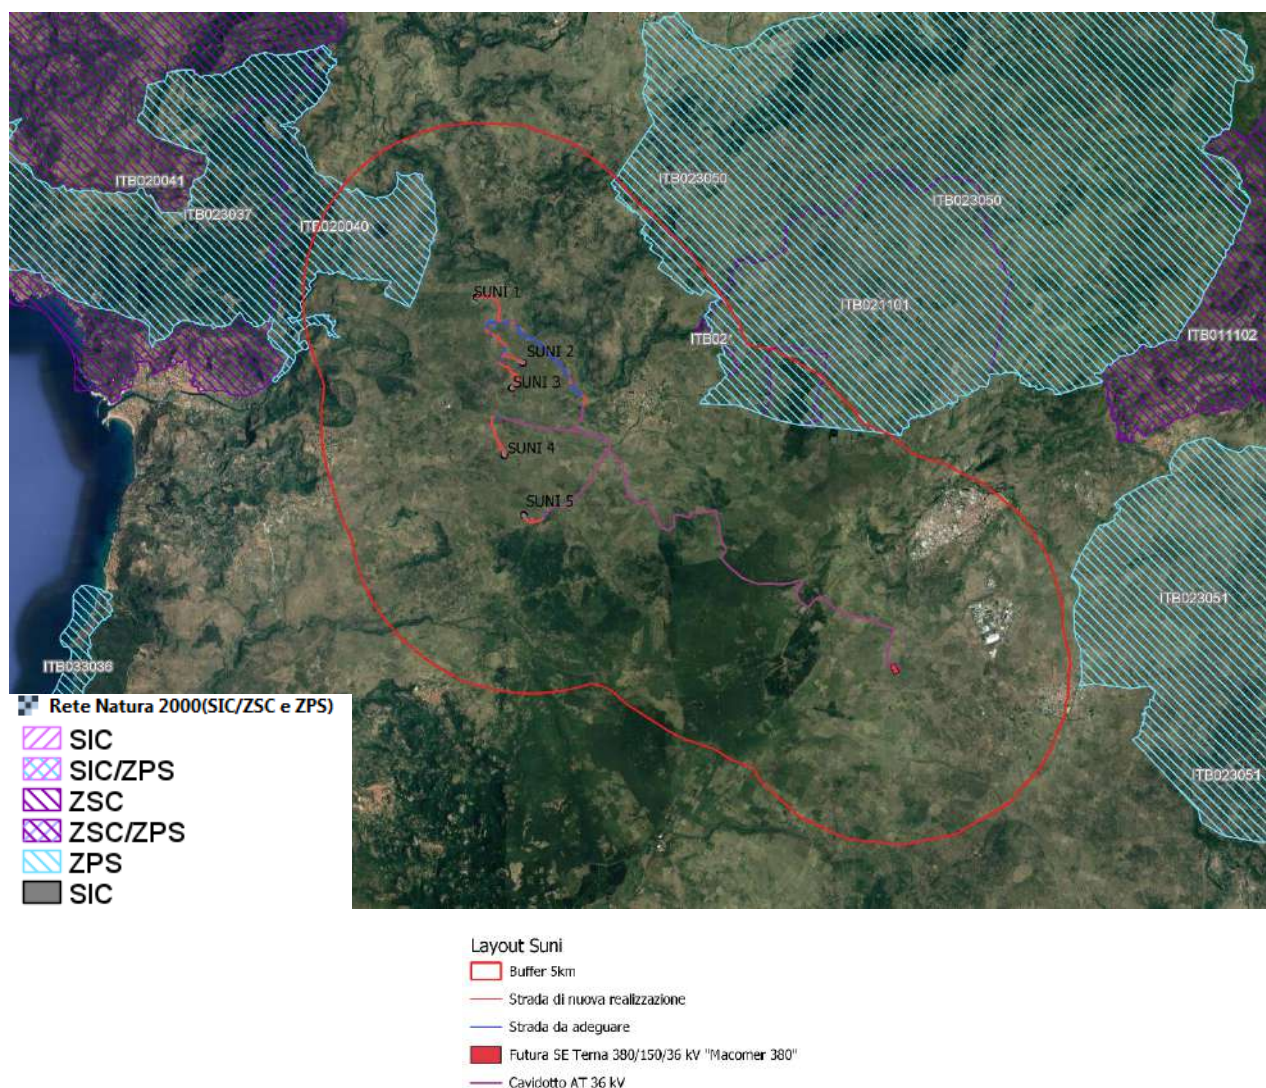 ITB020041
ITB023037
ITB020040
ITB023050
ITB023050
ITB021101
ITB021
ITB011102
SUNI 1
SUNI 2
SUNI 3
SUNI 4
SUNI 5
ITB023051
ITB033036
ITB023051
Rete Natura 2000(SIC/ZSC e ZPS)
SIC
SIC/ZPS
ZSC
ZSC/ZPS
ZPS
SIC
Layout Suni
Buffer 5km
Strada di nuova realizzazione
Strada da adeguare
Futura SE Terna 380/150/36 kV "Macomer 380"
Cavidotto AT 36 kV